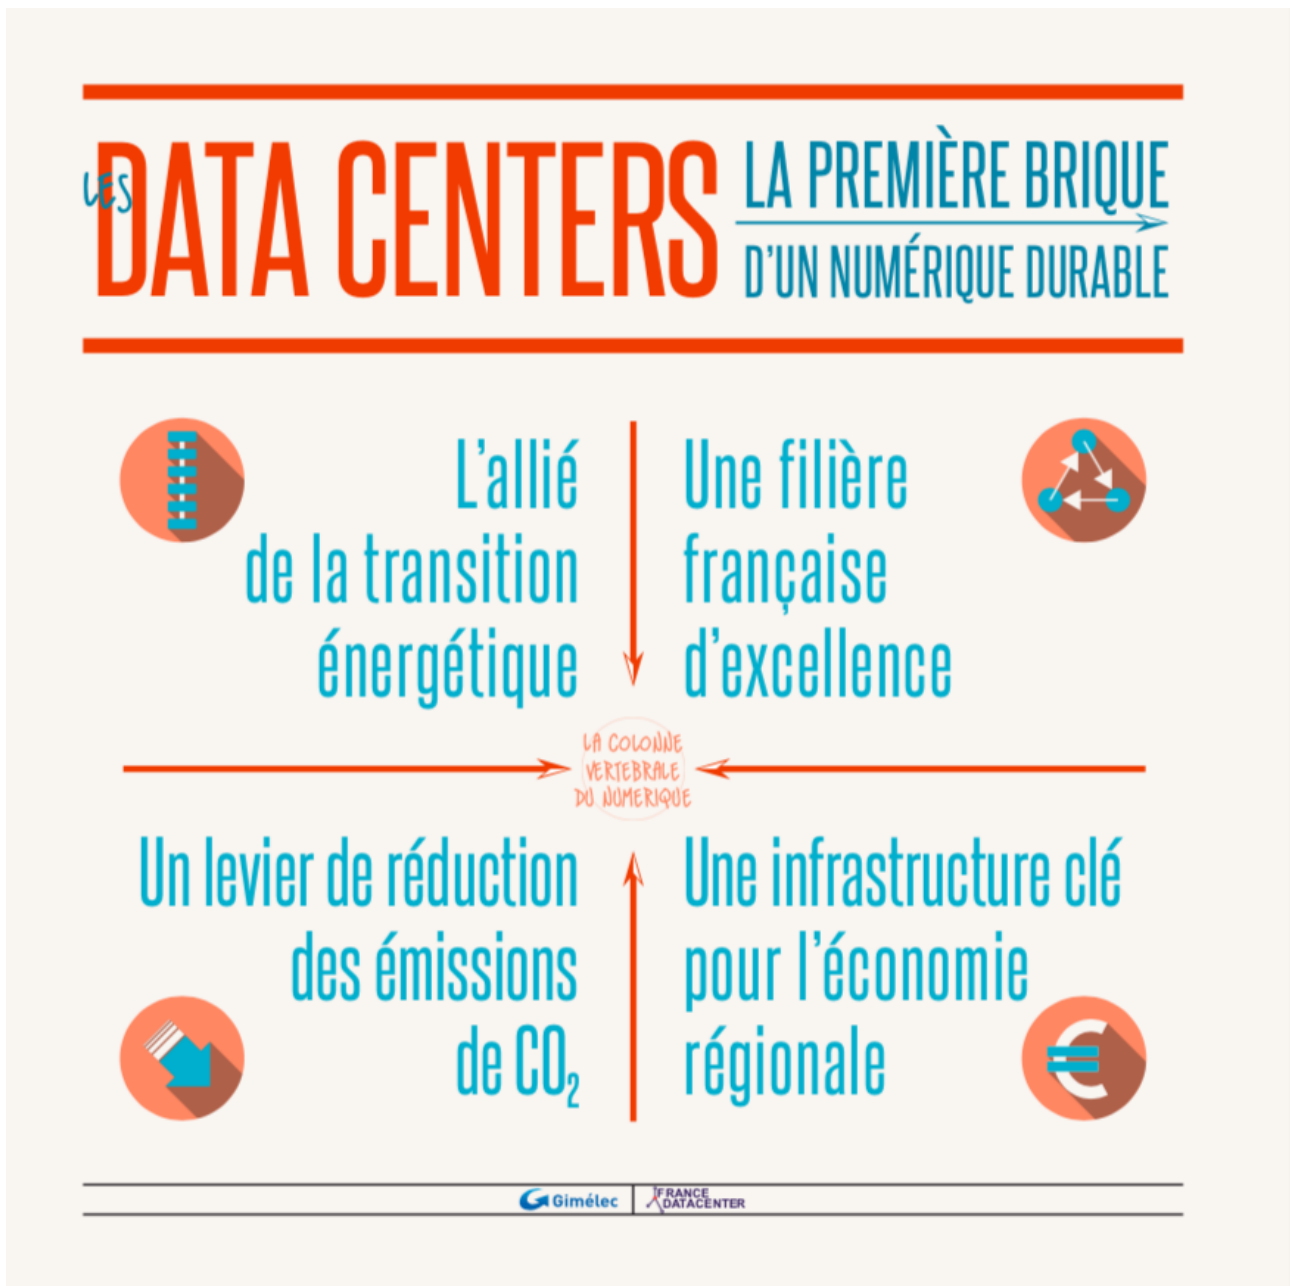 LES DATA CENTERS
LA PREMIÈRE BRIQUE
D'UN NUMÉRIQUE DURABLE
L'allié
de la transition
énergétique
Une filière
française
d'excellence
LA COLONNE
VERTEBRALE
DU NUMERIQUE
Un levier de réduction
des émissions
de CO₂
Une infrastructure clé
pour l'économie
régionale
Gimélec
FRANCE
DATACENTER